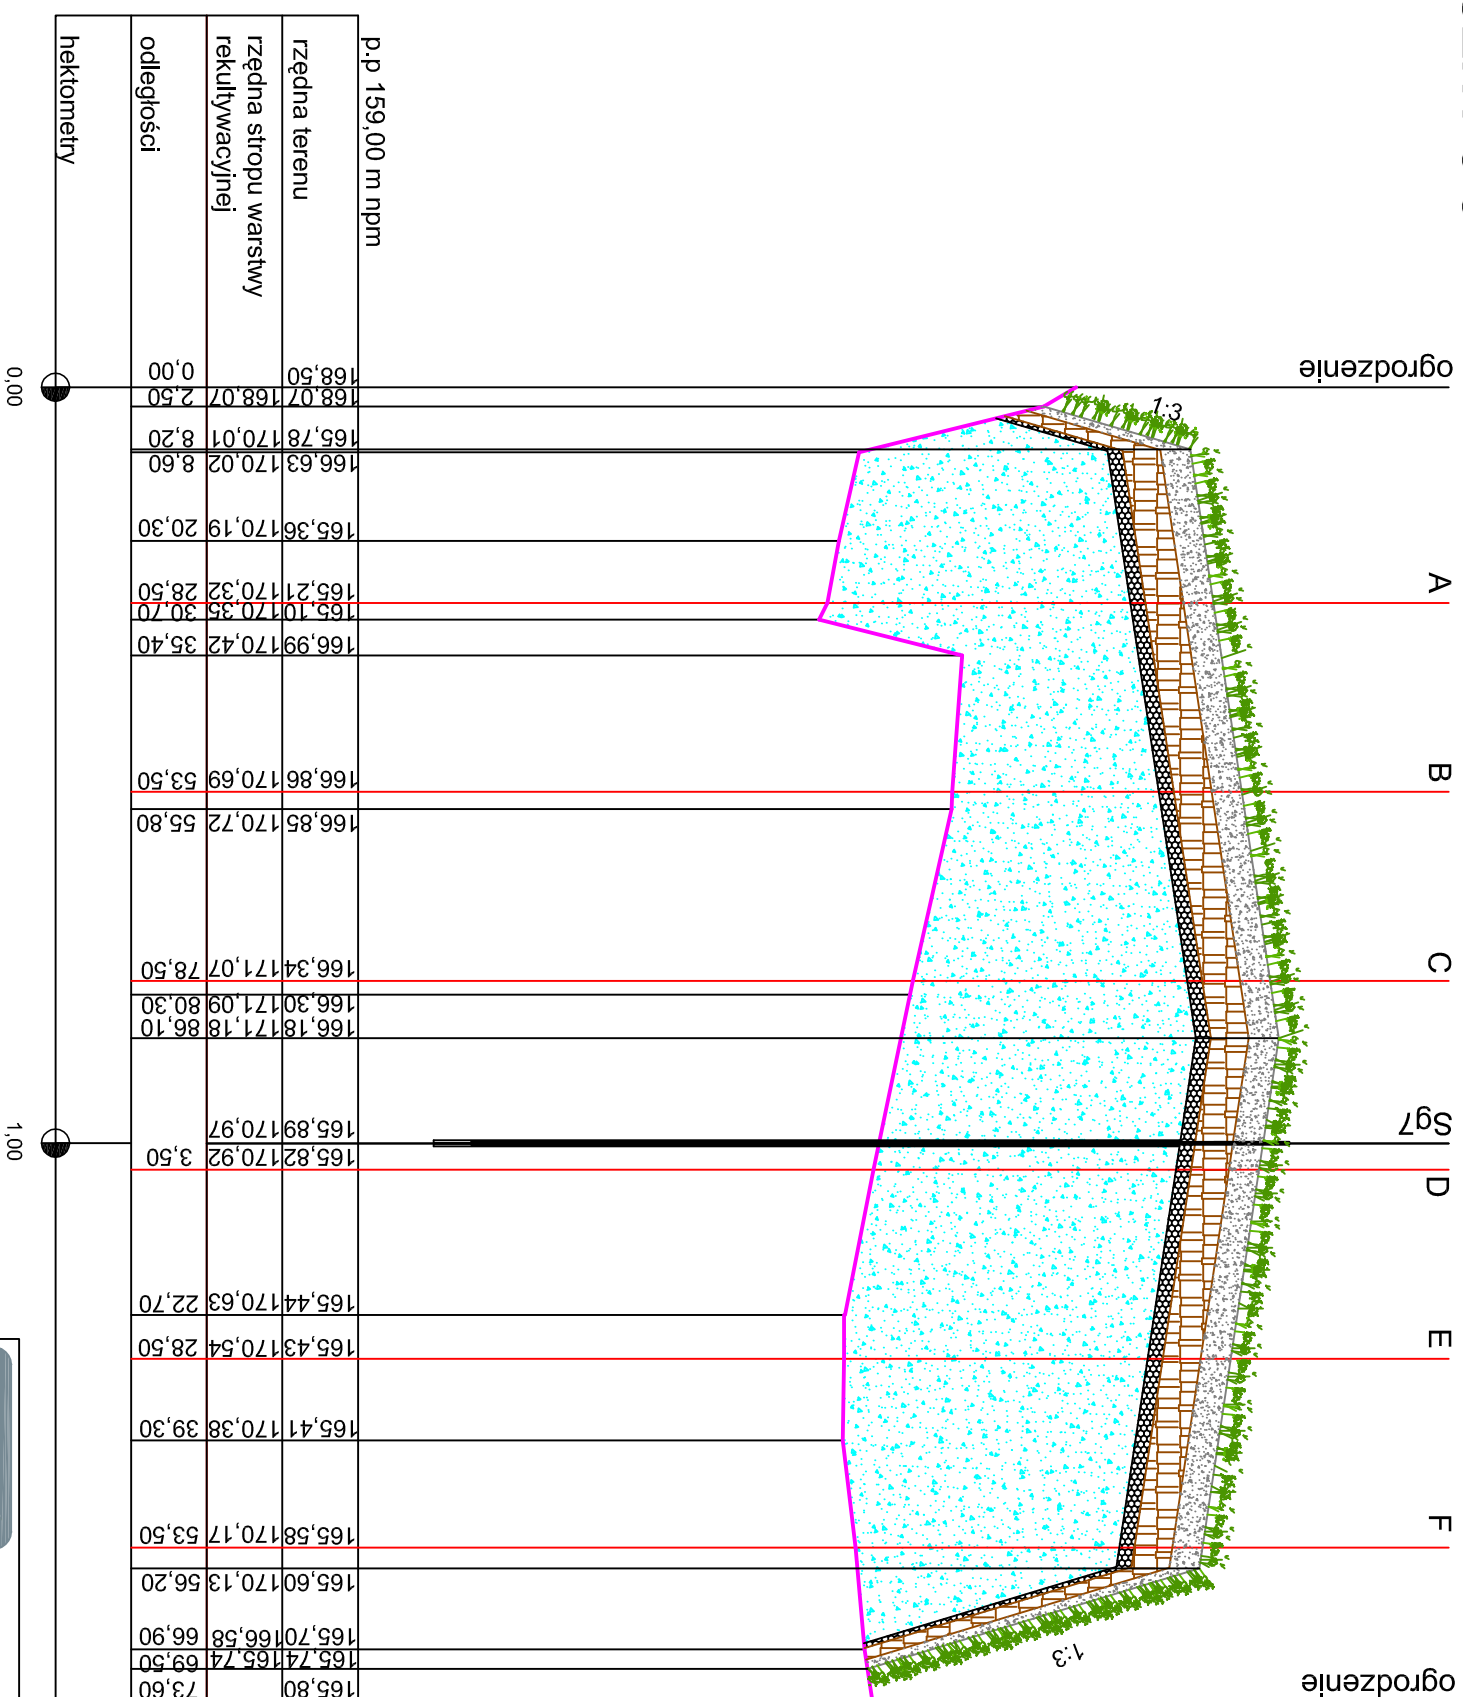 ogrodzenie A B C Sg7 D E F ogrodzenie
1:3 1:3
p.p 159,00 m npm
rzędna terenu 168,50 168,07 165,78 166,63 165,36 165,21 165,10 166,99 166,86 166,85 166,34 166,30 166,18 165,89 165,82 165,44 165,43 165,41 165,58 165,60 165,70 165,74 165,80
rzędna stropu warstwy
rekultywacyjnej 168,07 170,01 170,02 170,19 170,32 170,35 170,42 170,69 170,72 171,07 171,09 171,18 170,97 170,92 170,63 170,54 170,38 170,17 170,13 166,58 165,74
odległości 0,00 2,50 8,20 8,60 20,30 28,50 30,70 35,40 53,50 55,80 78,50 80,30 86,10 3,50 22,70 28,50 39,30 53,50 56,20 66,90 69,50 73,60
hektometry
0,00 1,00